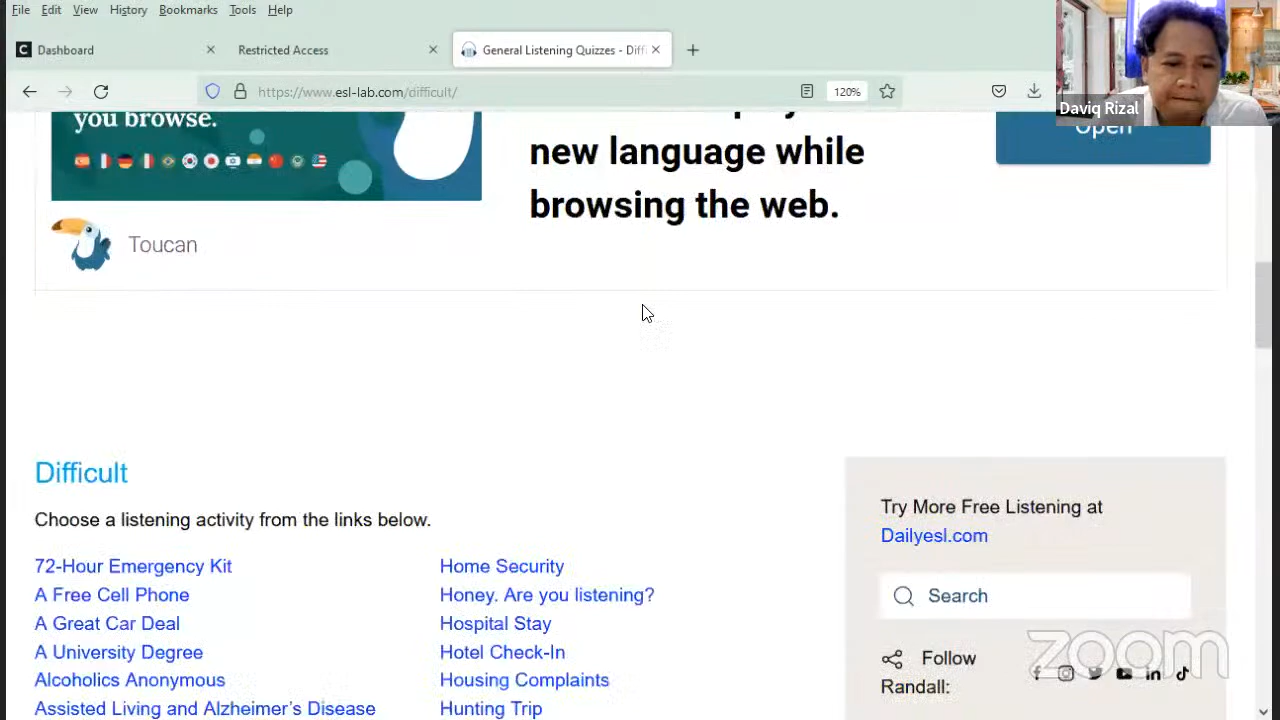 File Edit View History Bookmarks Tools Help
Dashboard
Restricted Access
General Listening Quizzes - Diff
https://www.esl-lab.com/difficult/
120%
Daviq Rizal
you browse.
new language while
browsing the web.
Open
Toucan
Difficult
Choose a listening activity from the links below.
72-Hour Emergency Kit
A Free Cell Phone
A Great Car Deal
A University Degree
Alcoholics Anonymous
Assisted Living and Alzheimer's Disease
Home Security
Honey. Are you listening?
Hospital Stay
Hotel Check-In
Housing Complaints
Hunting Trip
Try More Free Listening at
Dailyesl.com
Search
Follow
Randall:
zoom